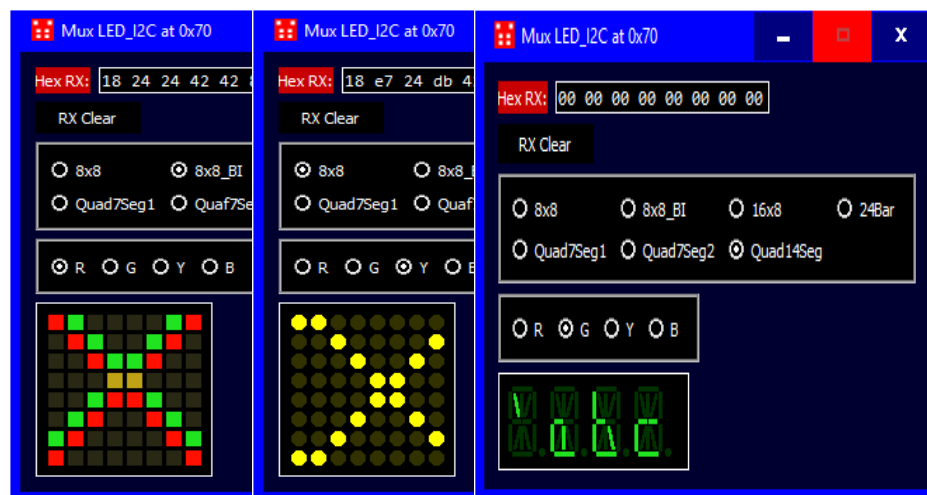 Mux LED_I2C at 0x70
Hex RX: 18 24 24 42 42
RX Clear
8x8 8x8_BI
Quad7Seg1 Quaf7Se
R G Y B
Mux LED_I2C at 0x70
Hex RX: 18 e7 24 db
RX Clear
8x8
Quad7Seg1 Quaf
R G Y
Mux LED_I2C at 0x70
Hex RX: 00 00 00 00 00 00 00 00
RX Clear
8x8 8x8_BI 16x8 24Bar
Quad7Seg1 Quad7Seg2 Quad14Seg
R G Y B